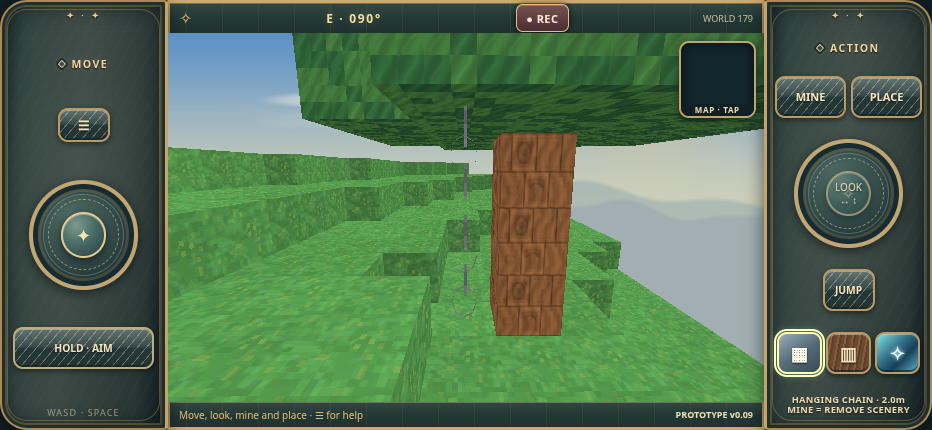 MOVE
HOLD · AIM
WASD · SPACE
E · 090°
● REC
WORLD 179
MAP · TAP
Move, look, mine and place · ☰ for help
PROTOTYPE v0.09
ACTION
MINE
PLACE
LOOK
JUMP
HANGING CHAIN · 2.0m
MINE = REMOVE SCENERY